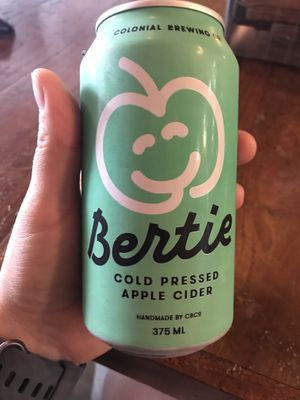 COLONIAL BREWING CO
Bertie
COLD PRESSED
APPLE CIDER
HANDMADE BY CBCO
375 ML